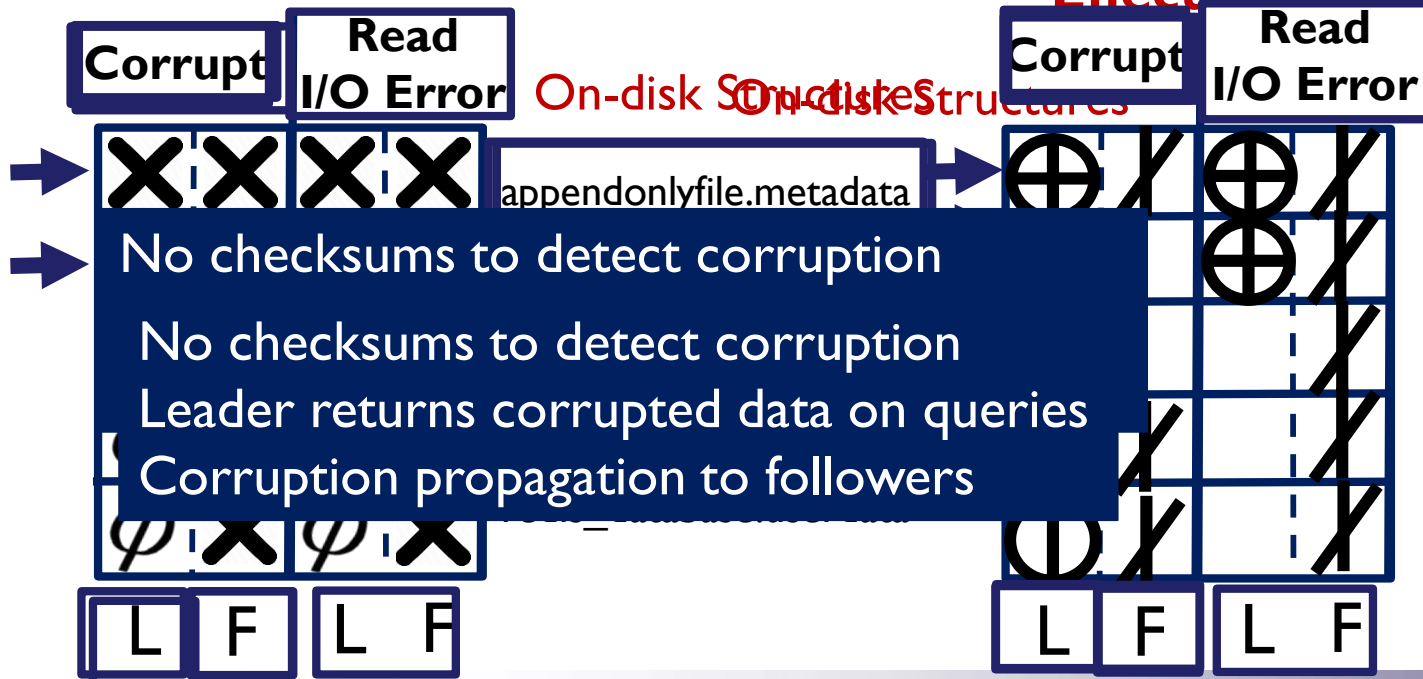 Corrupt
Read
I/O Error
On-disk Structures
On-disk Structures
Corrupt
Read
I/O Error
appendonlyfile.metadata
No checksums to detect corruption
No checksums to detect corruption
Leader returns corrupted data on queries
Corruption propagation to followers
φ φ
L F L F
L F L F